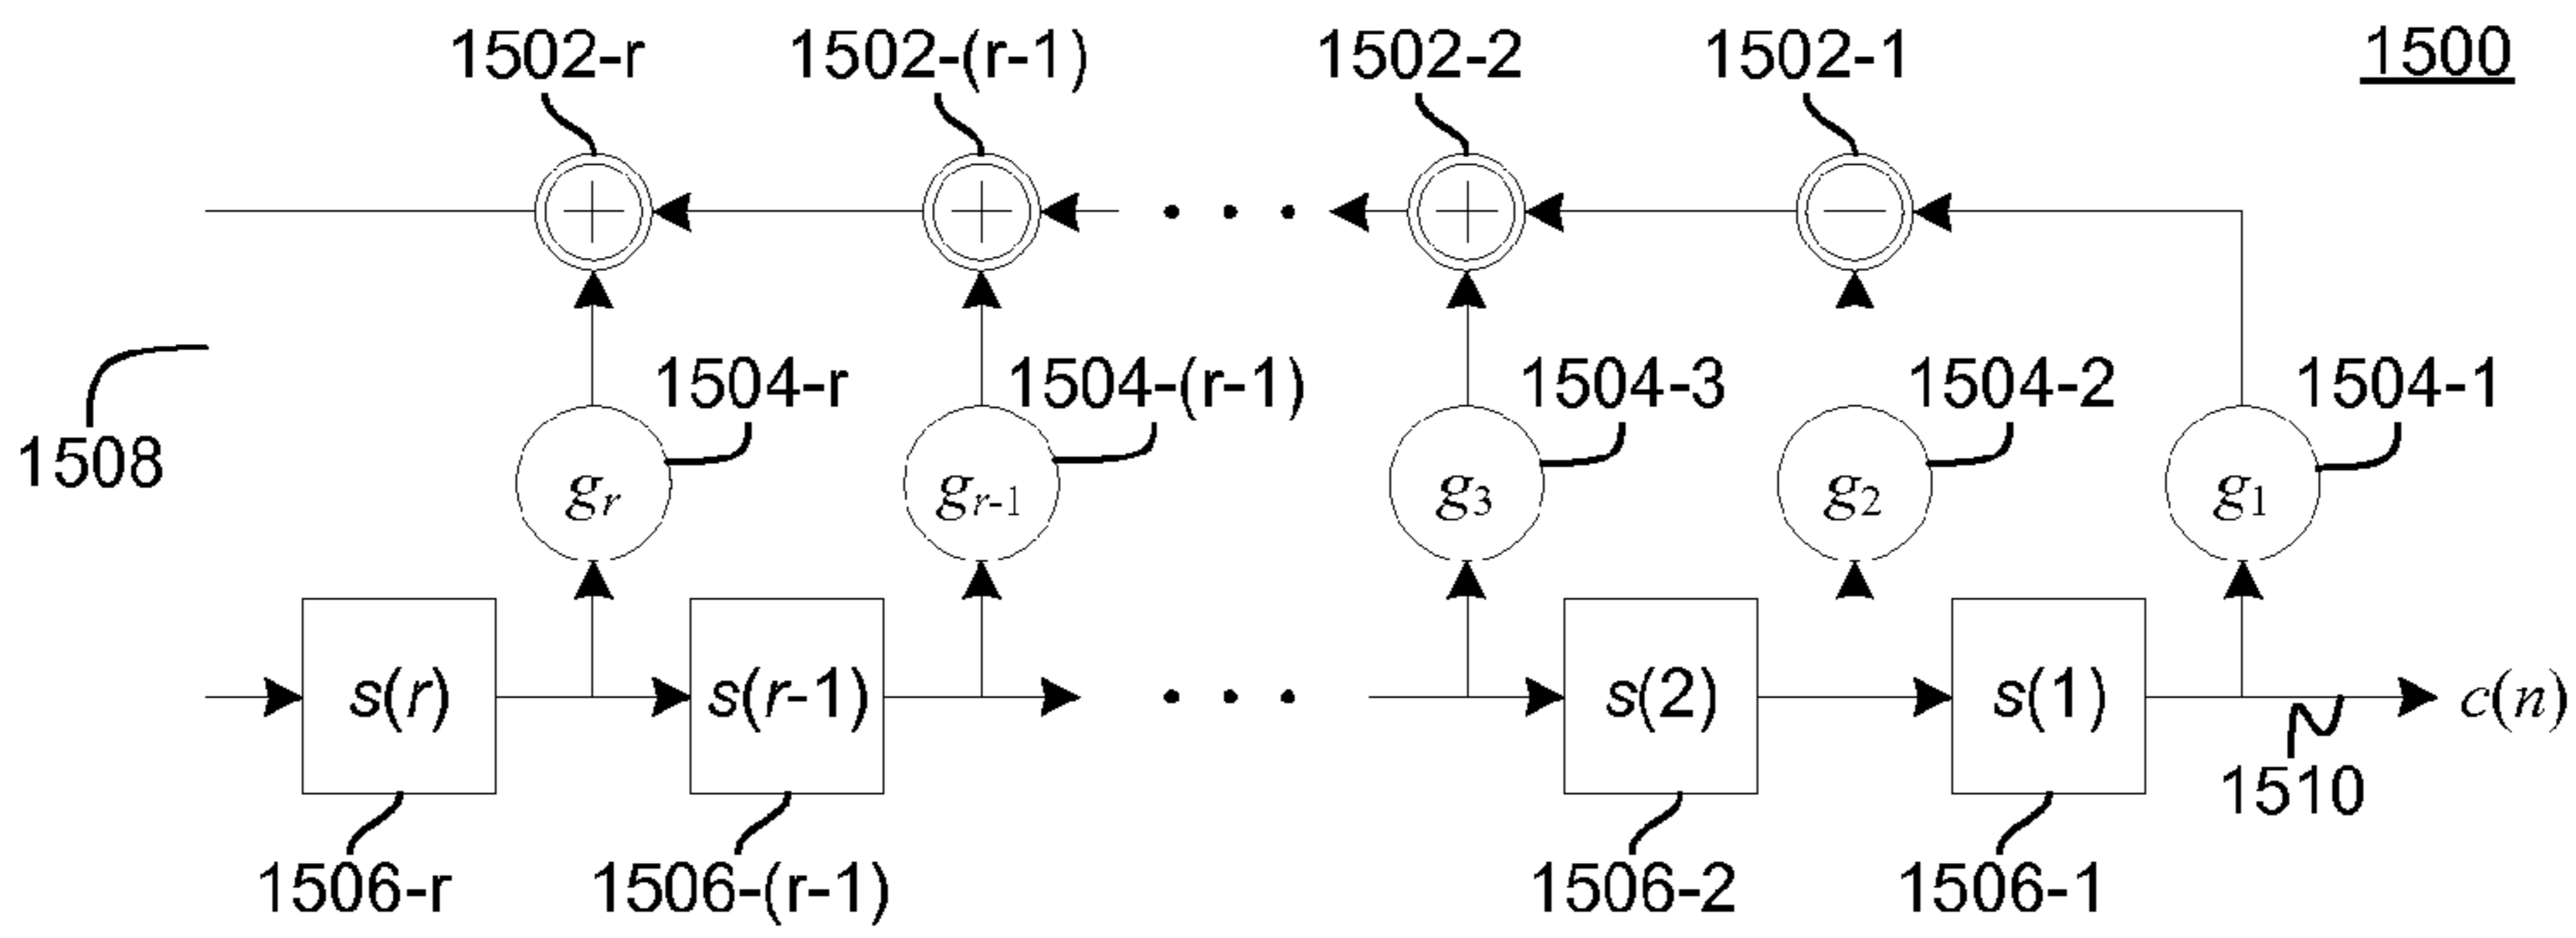 1500
1502-r 1502-(r-1) 1502-2 1502-1
1504-r 1504-(r-1) 1504-3 1504-2 1504-1
1508
gr gr-1 g3 g2 g1
s(r) s(r-1) s(2) s(1) c(n)
1510
1506-r 1506-(r-1) 1506-2 1506-1